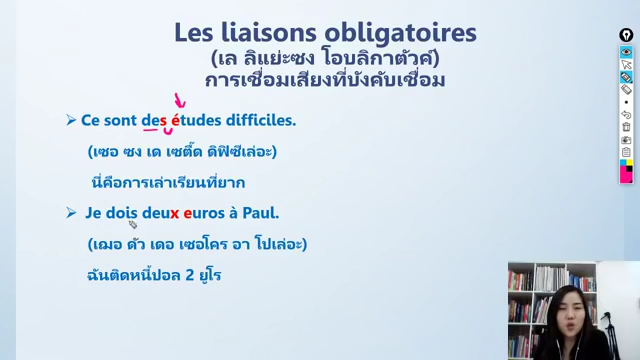 Les liaisons obligatoires
(เล ลิแย่ะซง โอบลิกาตัวค์)
การเชื่อมเสียงที่บังคับเชื่อม
Ce sont des études difficiles.
(เซอ ซง เด เซตื๊ด ดิฟิซีเล่อะ)
นี่คือการเล่าเรียนที่ยาก
Je dois deux euros à Paul.
(เฌอ ดัว เดอ เซอโคร อา โปเล่อะ)
ฉันติดหนี้ปอล 2 ยูโร